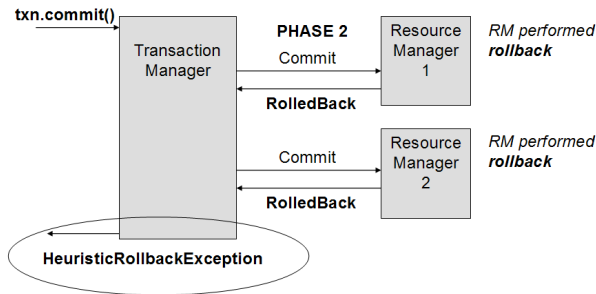 txn.commit()
Transaction
Manager
PHASE 2
Commit
RolledBack
Resource
Manager
1
RM performed
rollback
Commit
RolledBack
Resource
Manager
2
RM performed
rollback
HeuristicRollbackException